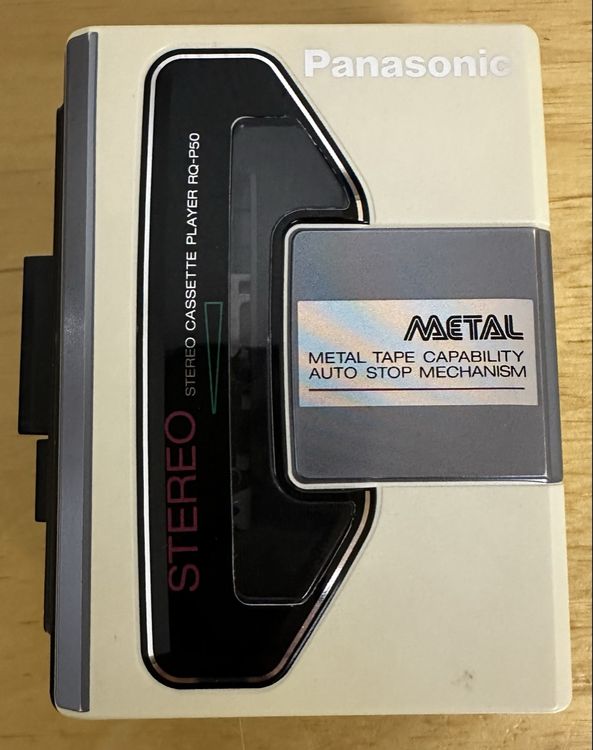 Panasonic
STEREO CASSETTE PLAYER RQ-P50
STEREO
METAL
METAL TAPE CAPABILITY
AUTO STOP MECHANISM